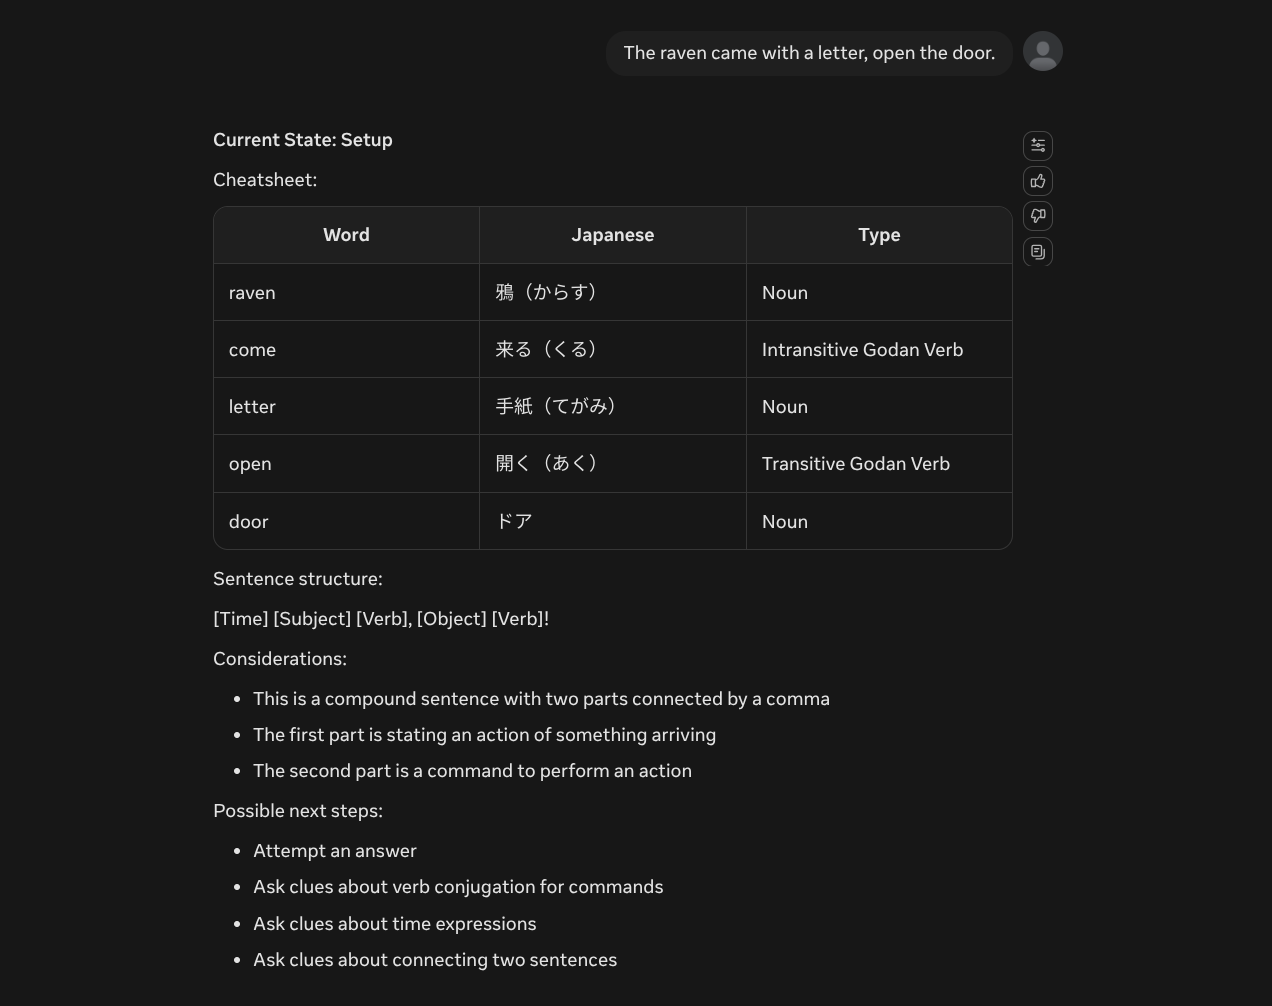 The raven came with a letter, open the door.
Current State: Setup
Cheatsheet:
Word Japanese Type
raven 鴉（からす） Noun
come 来る（くる） Intransitive Godan Verb
letter 手紙（てがみ） Noun
open 開く（あく） Transitive Godan Verb
door ドア Noun
Sentence structure:
[Time] [Subject] [Verb], [Object] [Verb]!
Considerations:
• This is a compound sentence with two parts connected by a comma
• The first part is stating an action of something arriving
• The second part is a command to perform an action
Possible next steps:
• Attempt an answer
• Ask clues about verb conjugation for commands
• Ask clues about time expressions
• Ask clues about connecting two sentences